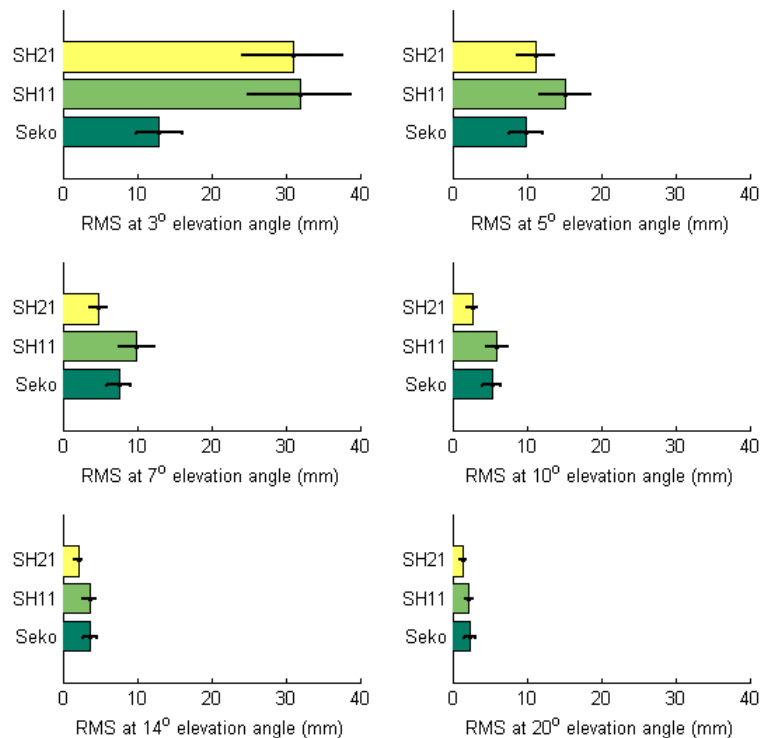 SH21
SH11
Seko
0 10 20 30 40
RMS at 3o elevation angle (mm)
SH21
SH11
Seko
0 10 20 30 40
RMS at 5o elevation angle (mm)
SH21
SH11
Seko
0 10 20 30 40
RMS at 7o elevation angle (mm)
SH21
SH11
Seko
0 10 20 30 40
RMS at 10o elevation angle (mm)
SH21
SH11
Seko
0 10 20 30 40
RMS at 14o elevation angle (mm)
SH21
SH11
Seko
0 10 20 30 40
RMS at 20o elevation angle (mm)